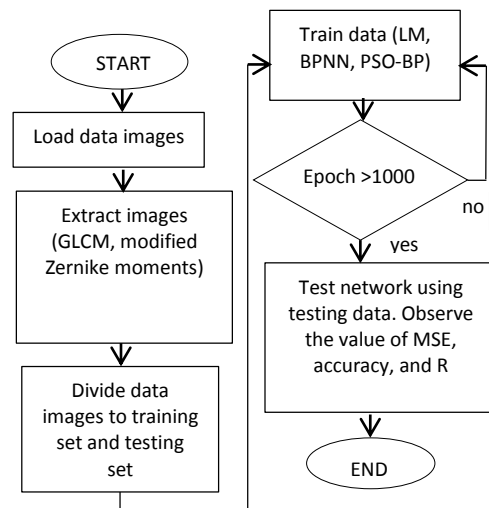 START
Load data images
Extract images
(GLCM, modified
Zernike moments)
Divide data
images to training
set and testing
set
Train data (LM,
BPNN, PSO-BP)
Epoch >1000
no
yes
Test network using
testing data. Observe
the value of MSE,
accuracy, and R
END